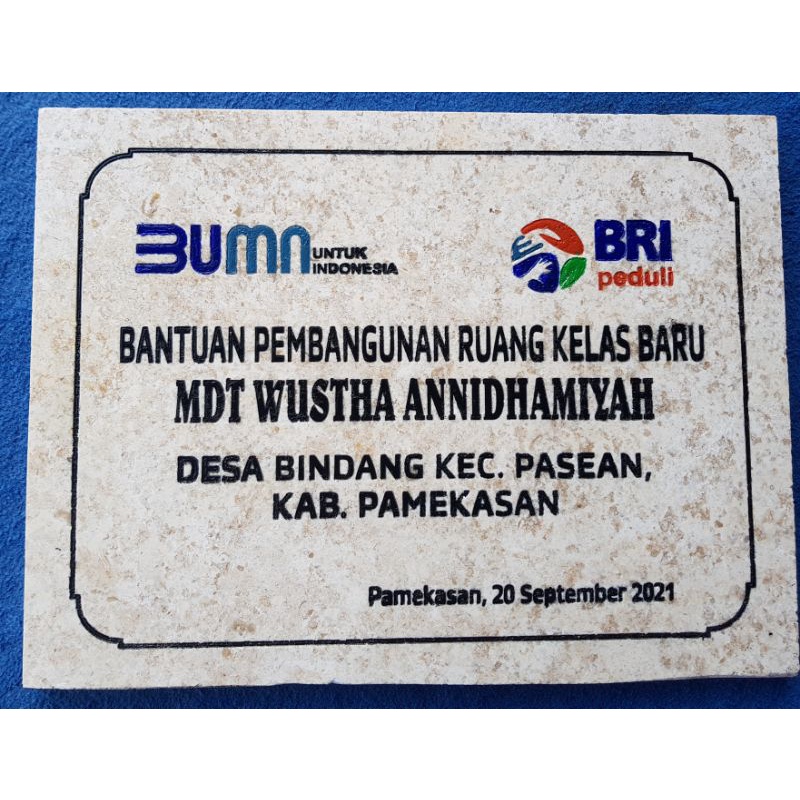 BUMN UNTUK INDONESIA
BRI
peduli
BANTUAN PEMBANGUNAN RUANG KELAS BARU
MDT WUSTHA ANNIDHAMIYAH
DESA BINDANG KEC. PASEAN,
KAB. PAMEKASAN
Pamekasan, 20 September 2021